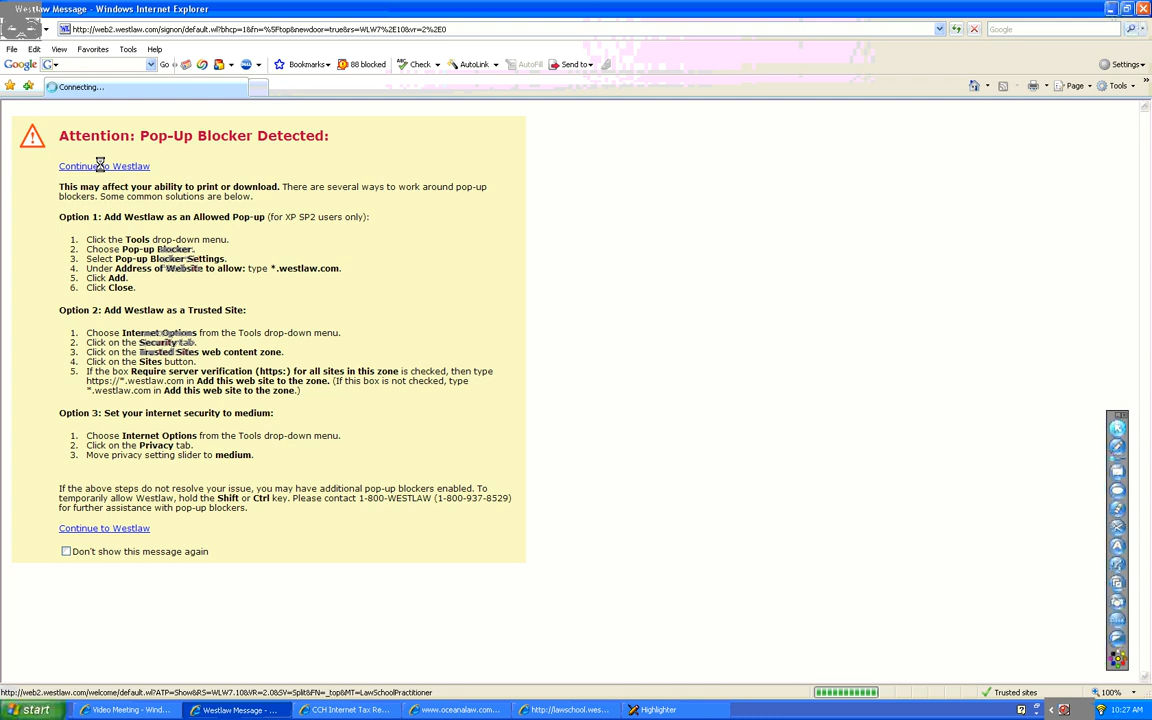 Westlaw Message - Windows Internet Explorer
http://web2.westlaw.com/signon/default.wl?bhcp=1&fn=%5Ftop&newdoor=true&rs=WLW7%2E10&vr=2%2E0
Google
File Edit View Favorites Tools Help
Google G Go Bookmarks 88 blocked Check AutoLink AutoFill Send to Settings
Connecting... Page Tools
Attention: Pop-Up Blocker Detected:
Continue to Westlaw
This may affect your ability to print or download. There are several ways to work around pop-up
blockers. Some common solutions are below.
Option 1: Add Westlaw as an Allowed Pop-up (for XP SP2 users only):
1. Click the Tools drop-down menu.
2. Choose Pop-up Blocker.
3. Select Pop-up Blocker Settings.
4. Under Address of Website to allow: type *.westlaw.com.
5. Click Add.
6. Click Close.
Option 2: Add Westlaw as a Trusted Site:
1. Choose Internet Options from the Tools drop-down menu.
2. Click on the Security tab.
3. Click on the Trusted Sites web content zone.
4. Click on the Sites button.
5. If the box Require server verification (https:) for all sites in this zone is checked, then type
https://*.westlaw.com in Add this web site to the zone. (If this box is not checked, type
*.westlaw.com in Add this web site to the zone.)
Option 3: Set your internet security to medium:
1. Choose Internet Options from the Tools drop-down menu.
2. Click on the Privacy tab.
3. Move privacy setting slider to medium.
If the above steps do not resolve your issue, you may have additional pop-up blockers enabled. To
temporarily allow Westlaw, hold the Shift or Ctrl key. Please contact 1-800-WESTLAW (1-800-937-8529)
for further assistance with pop-up blockers.
Continue to Westlaw
Don't show this message again
http://web2.westlaw.com/welcome/default.wl?ATP=Show&RS=WLW7.10&VR=2.0&SV=Split&FN=_top&MT=LawSchoolPractitioner Trusted sites 100%
start Video Meeting - Wind... Westlaw Message - ... CCH Internet Tax Re... www.oceanalaw.com... http://lawschool.wes... Highlighter 10:27 AM